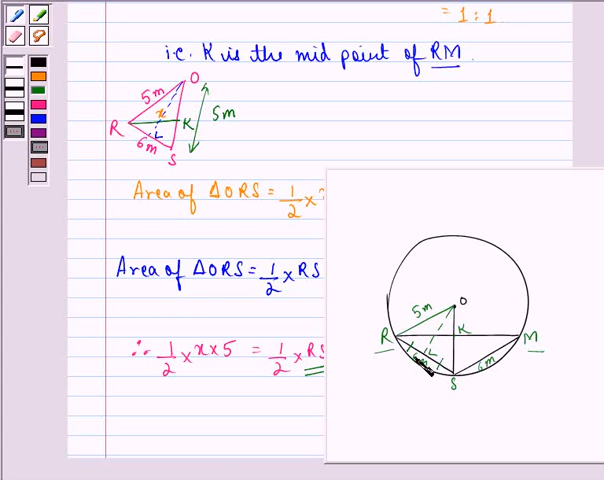 = 1 : 1
i.e. K is the mid point of RM.
O
5m
x
5m
R
K
L
6m
S
Area of ΔORS = 1/2 x
Area of ΔORS = 1/2 x RS
∴ 1/2 x x x 5 = 1/2 x RS
O
5m
R
K
M
L
6m
6m
S